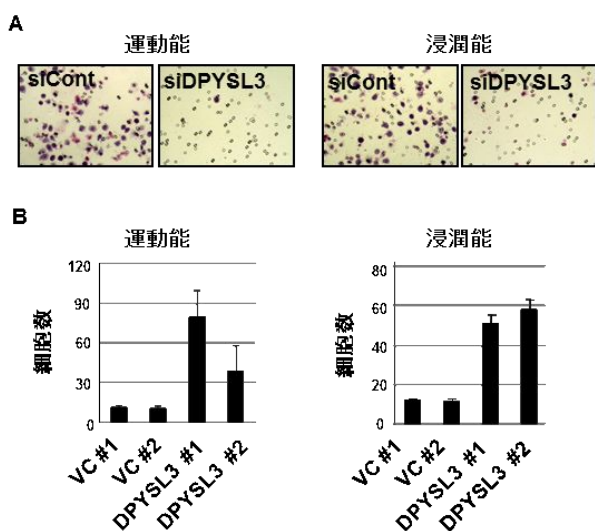 A
運動能
浸潤能
siCont
siDPYSL3
siCont
siDPYSL3
B
運動能
浸潤能
細胞数
120
90
60
30
0
VC #1
VC #2
DPYSL3 #1
DPYSL3 #2
細胞数
80
60
40
20
0
VC #1
VC #2
DPYSL3 #1
DPYSL3 #2